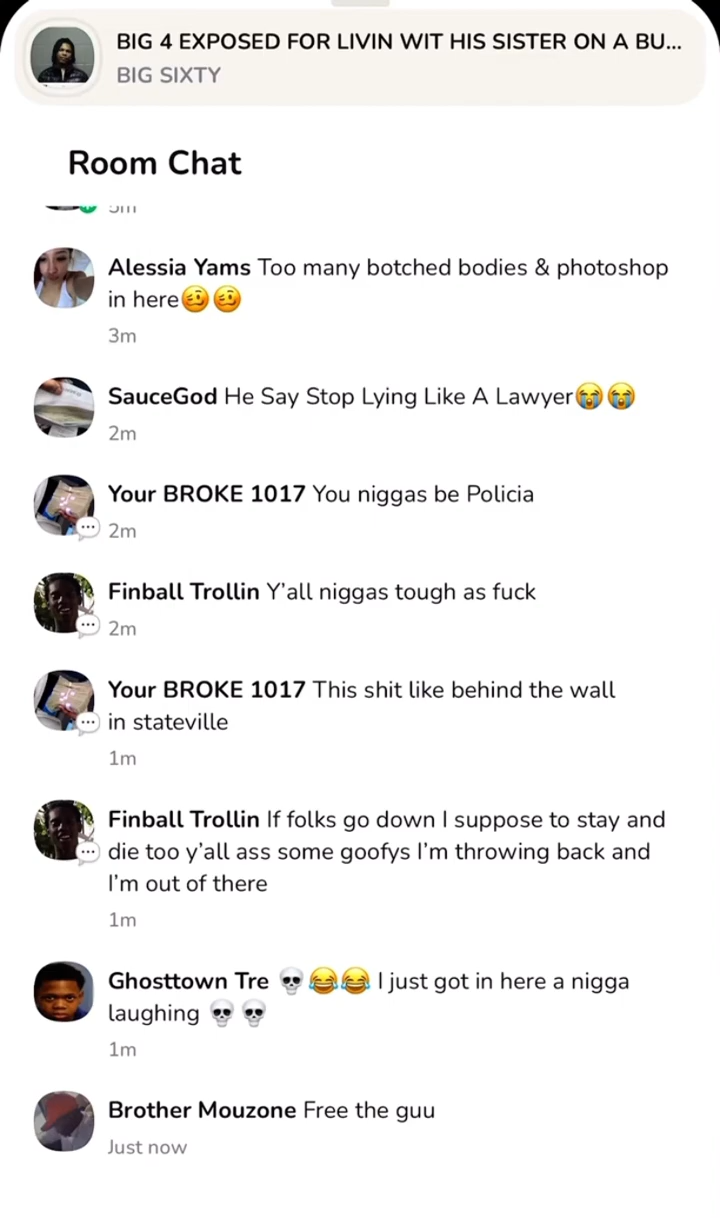 BIG 4 EXPOSED FOR LIVIN WIT HIS SISTER ON A BU...
BIG SIXTY
Room Chat
Alessia Yams Too many botched bodies & photoshop
in here🥴🥴
3m
SauceGod He Say Stop Lying Like A Lawyer😭😭
2m
Your BROKE 1017 You niggas be Policia
2m
Finball Trollin Y'all niggas tough as fuck
2m
Your BROKE 1017 This shit like behind the wall
in stateville
1m
Finball Trollin If folks go down I suppose to stay and
die too y'all ass some goofys I'm throwing back and
I'm out of there
1m
Ghosttown Tre 💀😂😂 I just got in here a nigga
laughing 💀💀
1m
Brother Mouzone Free the guu
Just now